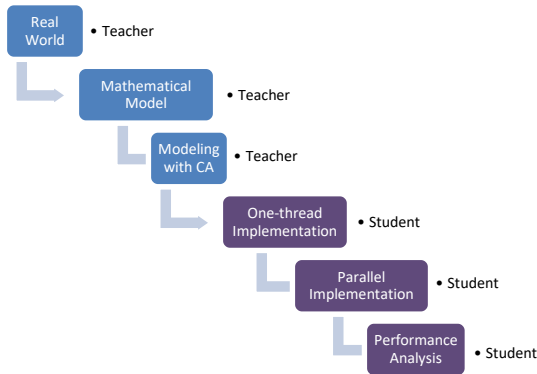 Real
World
• Teacher
Mathematical
Model
• Teacher
Modeling
with CA
• Teacher
One-thread
Implementation
• Student
Parallel
Implementation
• Student
Performance
Analysis
• Student